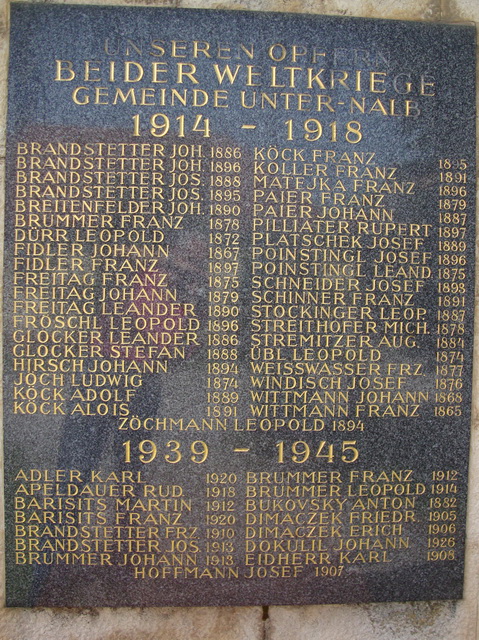 UNSEREN OPFERN
BEIDER WELTKRIEGE
GEMEINDE UNTER-NALB
1914 - 1918
BRANDSTETTER JOH. 1886
BRANDSTETTER JOH. 1896
BRANDSTETTER JOS. 1888
BRANDSTETTER JOS. 1895
BREITENFELDER JOH. 1890
BRUMMER FRANZ 1878
DÜRR LEOPOLD 1872
FIDLER JOHANN 1867
FIDLER FRANZ 1897
FREITAG FRANZ 1875
FREITAG JOHANN 1879
FREITAG LEANDER 1890
FRÖSCHL LEOPOLD 1896
GLOCKER LEANDER 1886
GLOCKER STEFAN 1888
HIRSCH JOHANN 1894
JOCH LUDWIG 1874
KÖCK ADOLF 1889
KÖCK ALOIS 1891
KÖCK FRANZ 1895
KOLLER FRANZ 1891
MATEJKA FRANZ 1896
PAIER FRANZ 1879
PAIER JOHANN 1887
PILLIATER RUPERT 1897
PLATSCHEK JOSEF 1889
POINSTINGL JOSEF 1896
POINSTINGL LEAND. 1875
SCHNEIDER JOSEF 1898
SCHINNER FRANZ 1891
STOCKINGER LEOP. 1887
STREITHOFER MICH. 1878
STREMITZER AUG. 1884
ÜBL LEOPOLD 1874
WEISSWASSER FRZ. 1877
WINDISCH JOSEF 1876
WITTMANN JOHANN 1868
WITTMANN FRANZ 1865
ZÖCHMANN LEOPOLD 1894
1939 - 1945
ADLER KARL 1920
APELDAUER RUD. 1918
BARISITS MARTIN 1912
BARISITS FRANZ 1920
BRANDSTETTER FRZ. 1910
BRANDSTETTER JOS. 1913
BRUMMER JOHANN 1913
BRUMMER FRANZ 1912
BRUMMER LEOPOLD 1914
BUKOVSKY ANTON 1882
DIMACZEK FRIEDR. 1905
DIMACZEK ERICH 1906
DOKULIL JOHANN 1926
EIDHERR KARL 1908
HOFFMANN JOSEF 1907